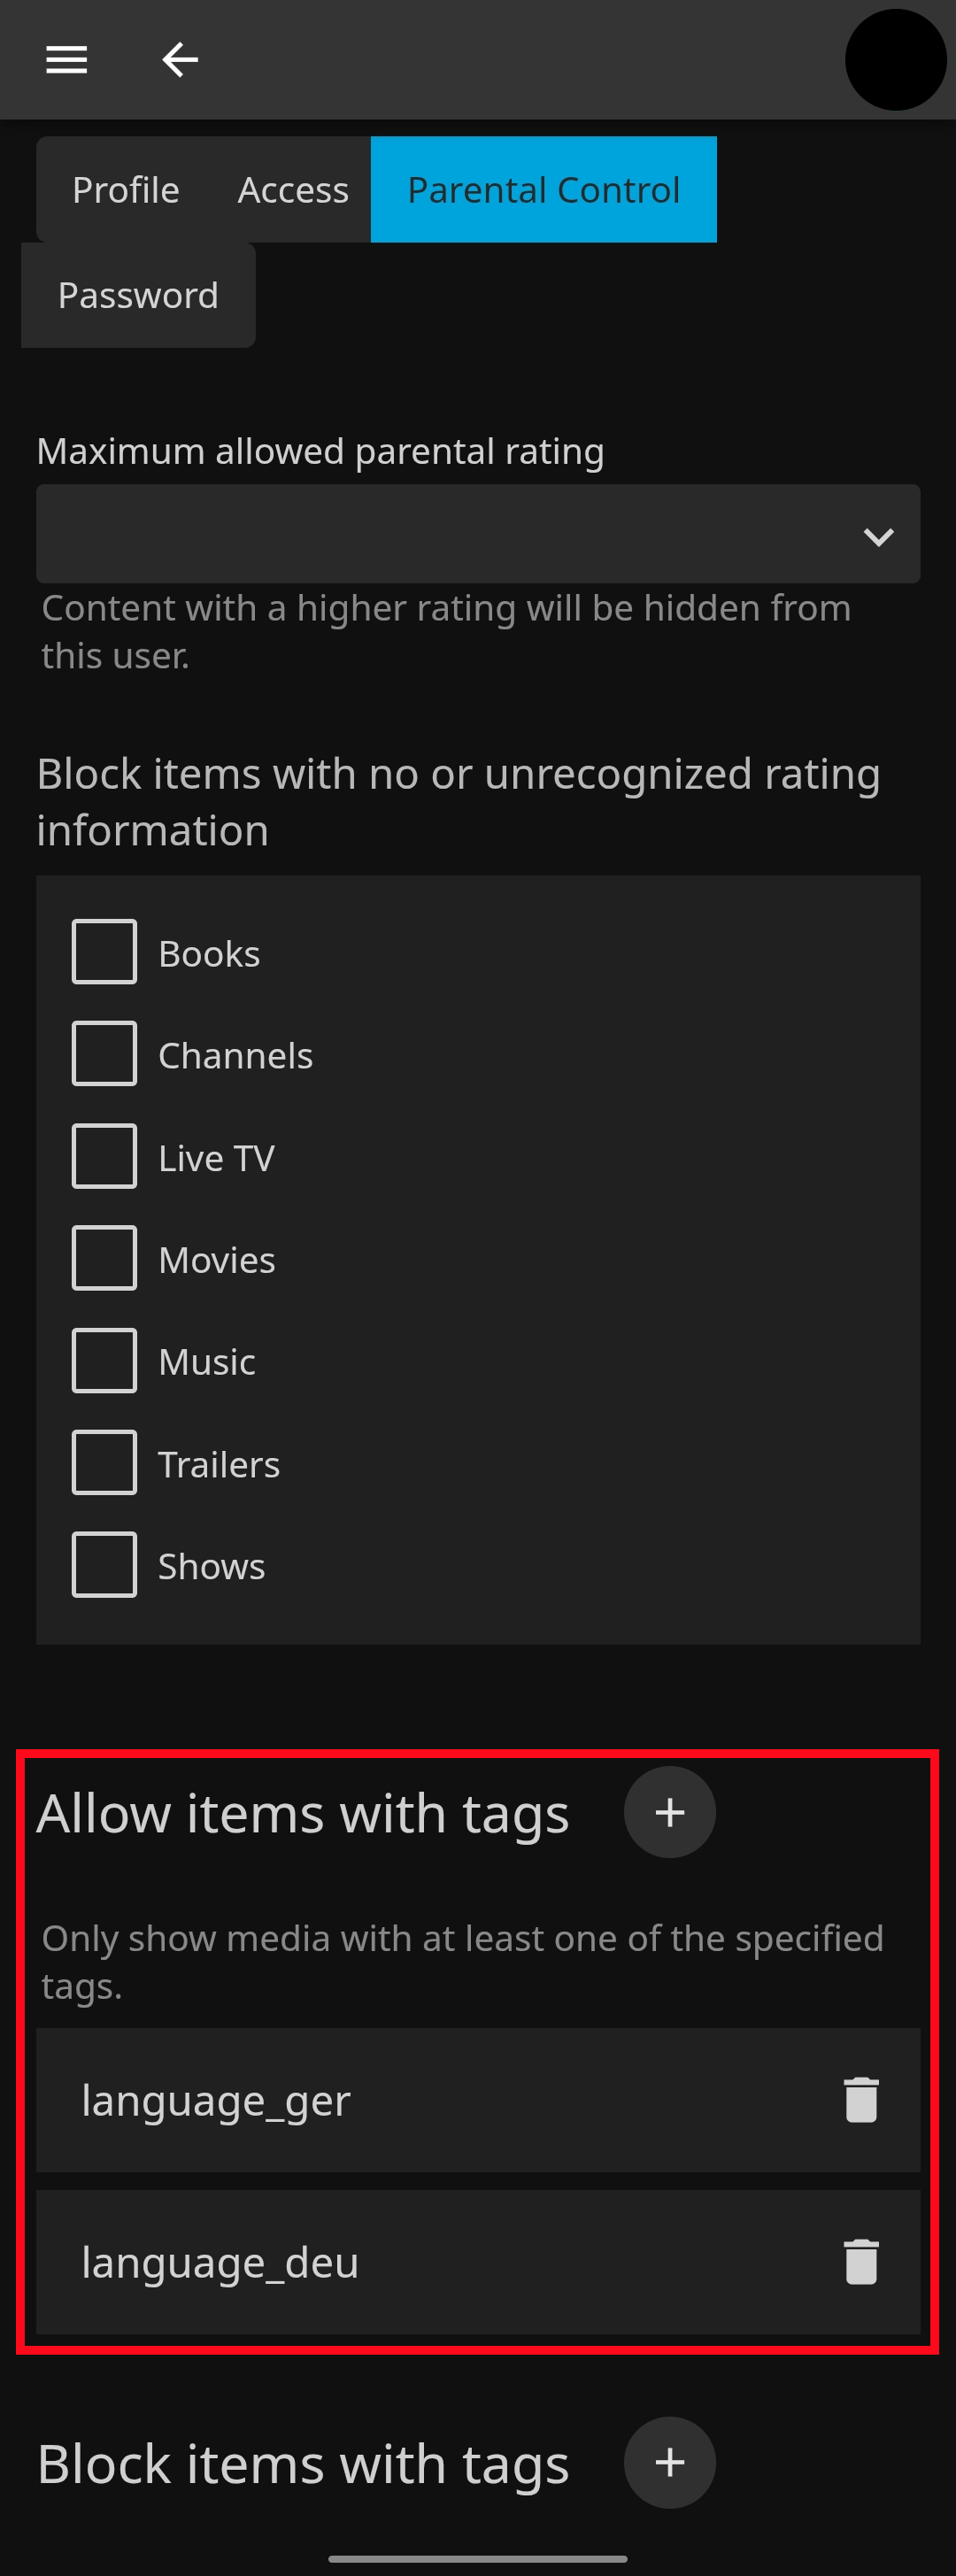 Profile
Access
Parental Control
Password
Maximum allowed parental rating
Content with a higher rating will be hidden from
this user.
Block items with no or unrecognized rating
information
Books
Channels
Live TV
Movies
Music
Trailers
Shows
Allow items with tags
Only show media with at least one of the specified
tags.
language_ger
language_deu
Block items with tags